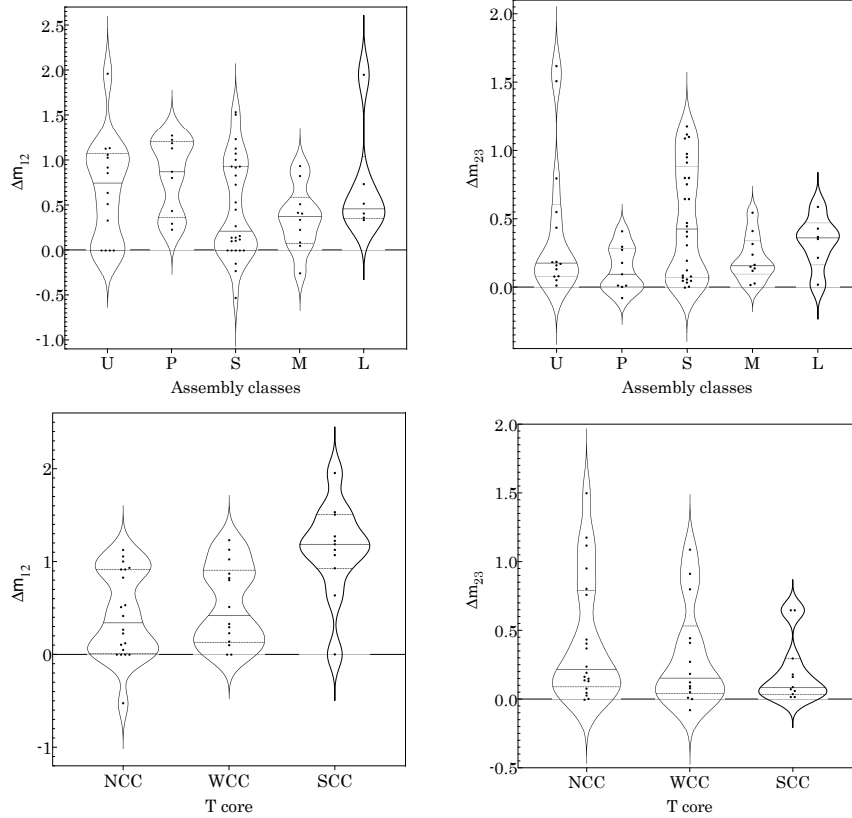 2.5
2.0
1.5
1.0
0.5
0.0
-0.5
-1.0
Δm12
U P S M L
Assembly classes
2.0
1.5
1.0
0.5
0.0
Δm23
U P S M L
Assembly classes
2
1
0
-1
Δm12
NCC WCC SCC
T core
2.0
1.5
1.0
0.5
0.0
-0.5
Δm23
NCC WCC SCC
T core